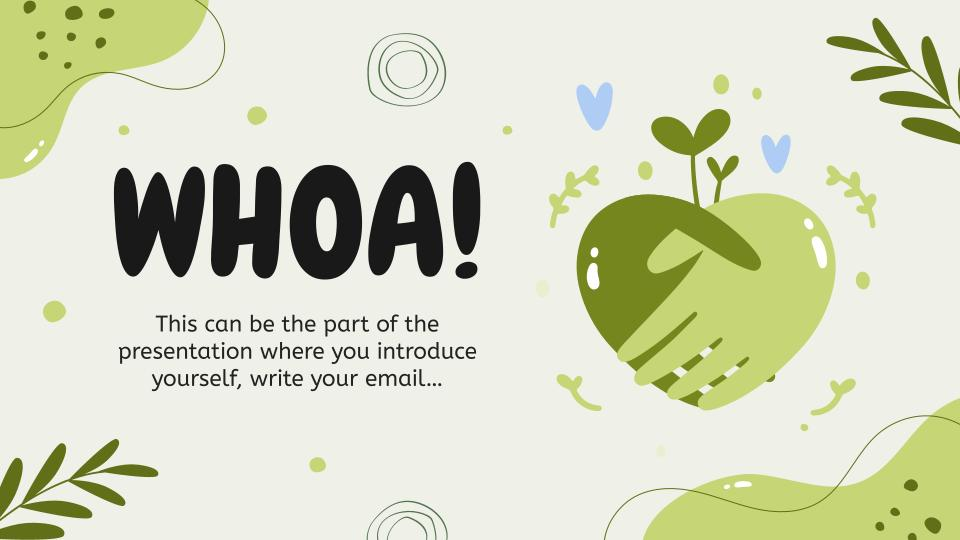 WHOA!
This can be the part of the
presentation where you introduce
yourself, write your email…